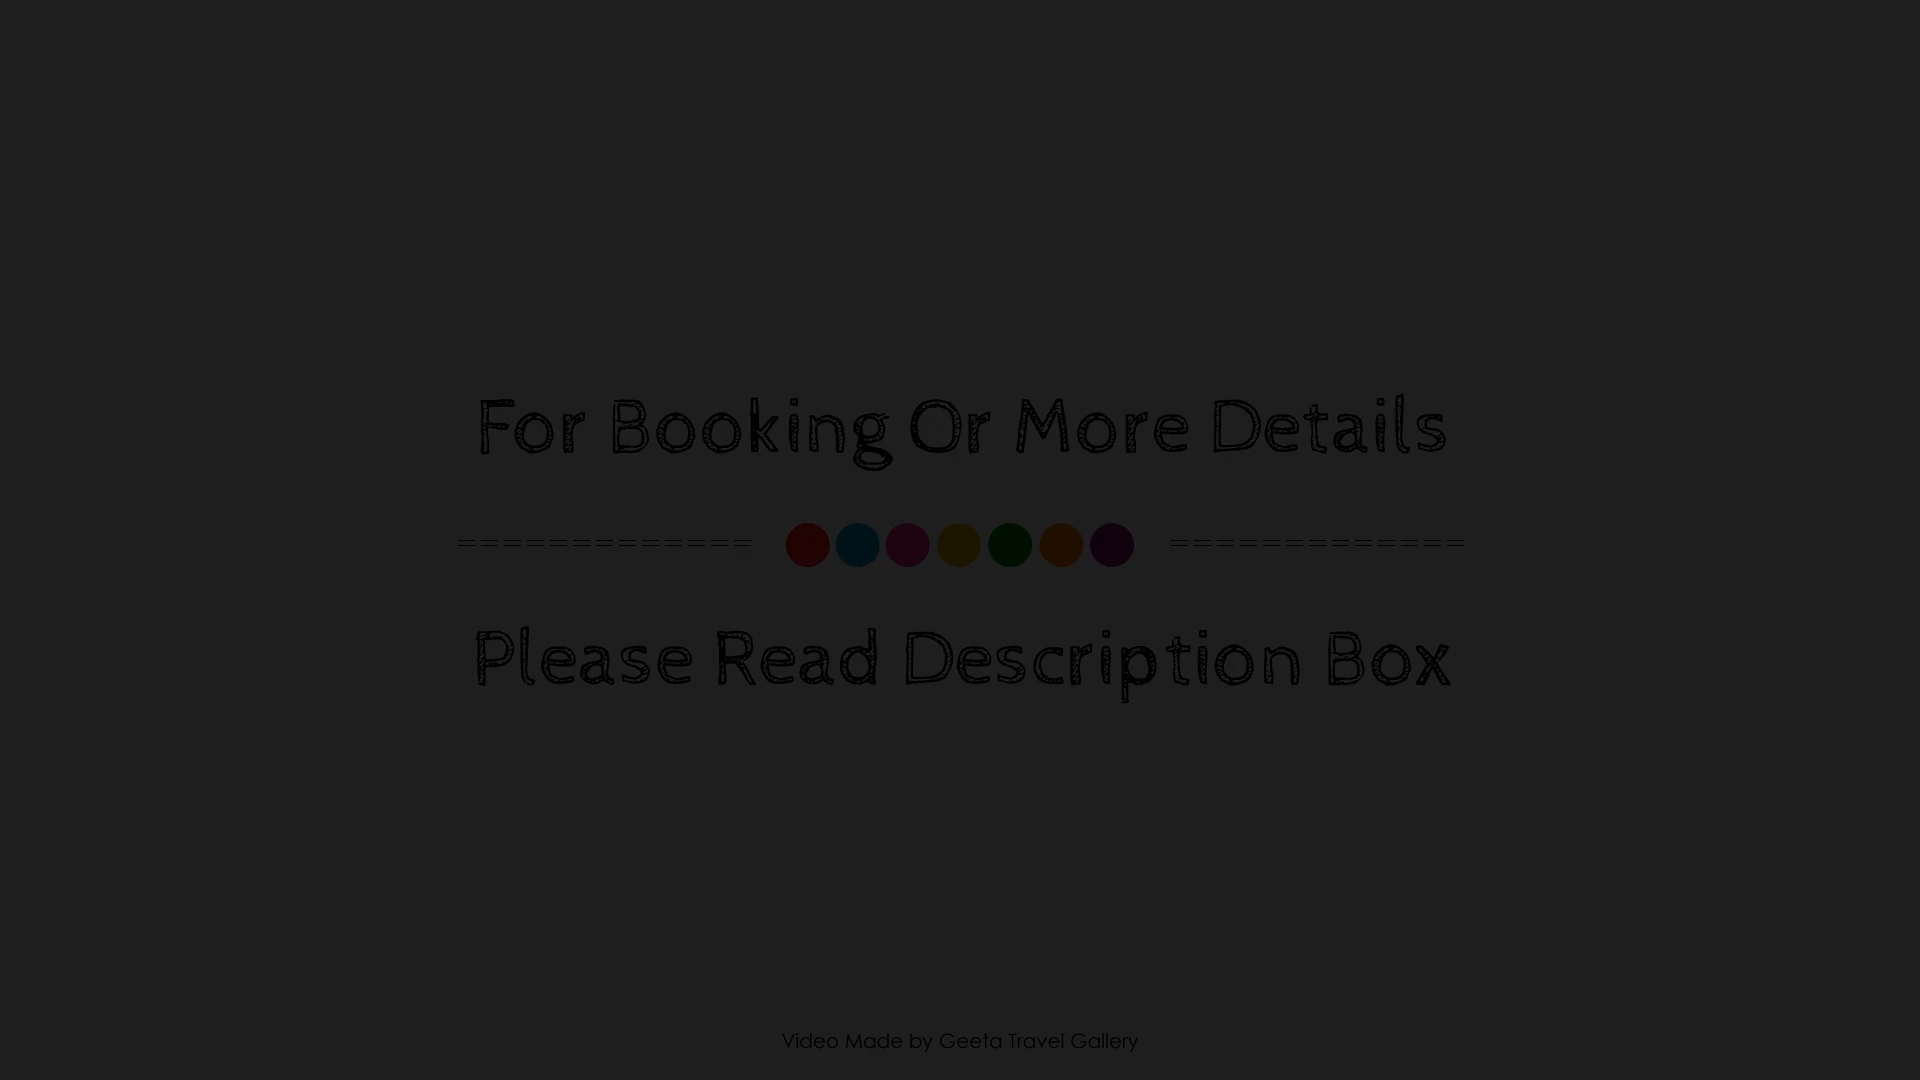 For Booking Or More Details
============= =============
Please Read Description Box
Video Made by Geeta Travel Gallery